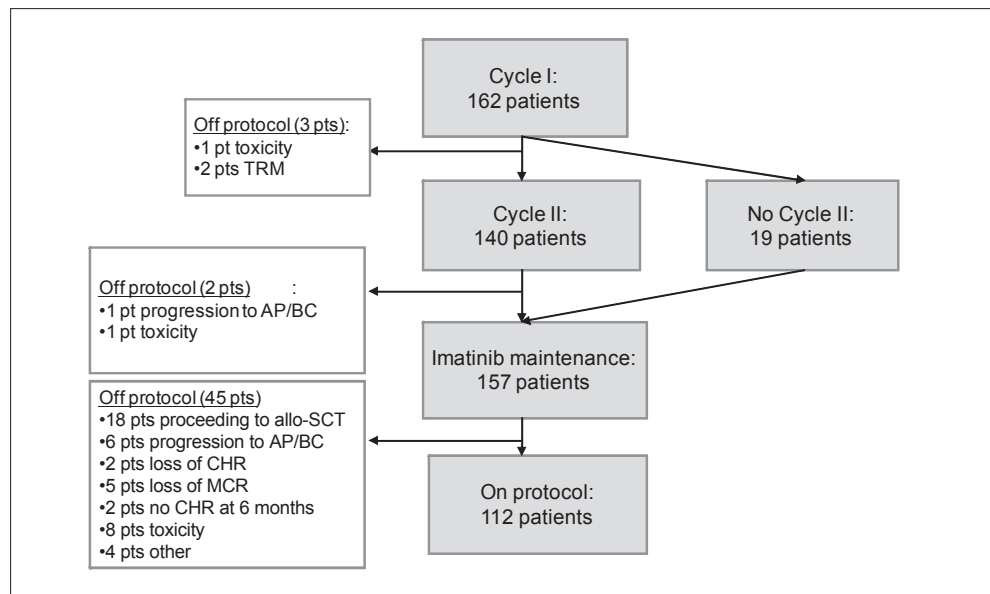 Cycle I:
162 patients
Off protocol (3 pts):
•1 pt toxicity
•2 pts TRM
Cycle II:
140 patients
No Cycle II:
19 patients
Off protocol (2 pts) :
•1 pt progression to AP/BC
•1 pt toxicity
Imatinib maintenance:
157 patients
Off protocol (45 pts)
•18 pts proceeding to allo-SCT
•6 pts progression to AP/BC
•2 pts loss of CHR
•5 pts loss of MCR
•2 pts no CHR at 6 months
•8 pts toxicity
•4 pts other
On protocol:
112 patients